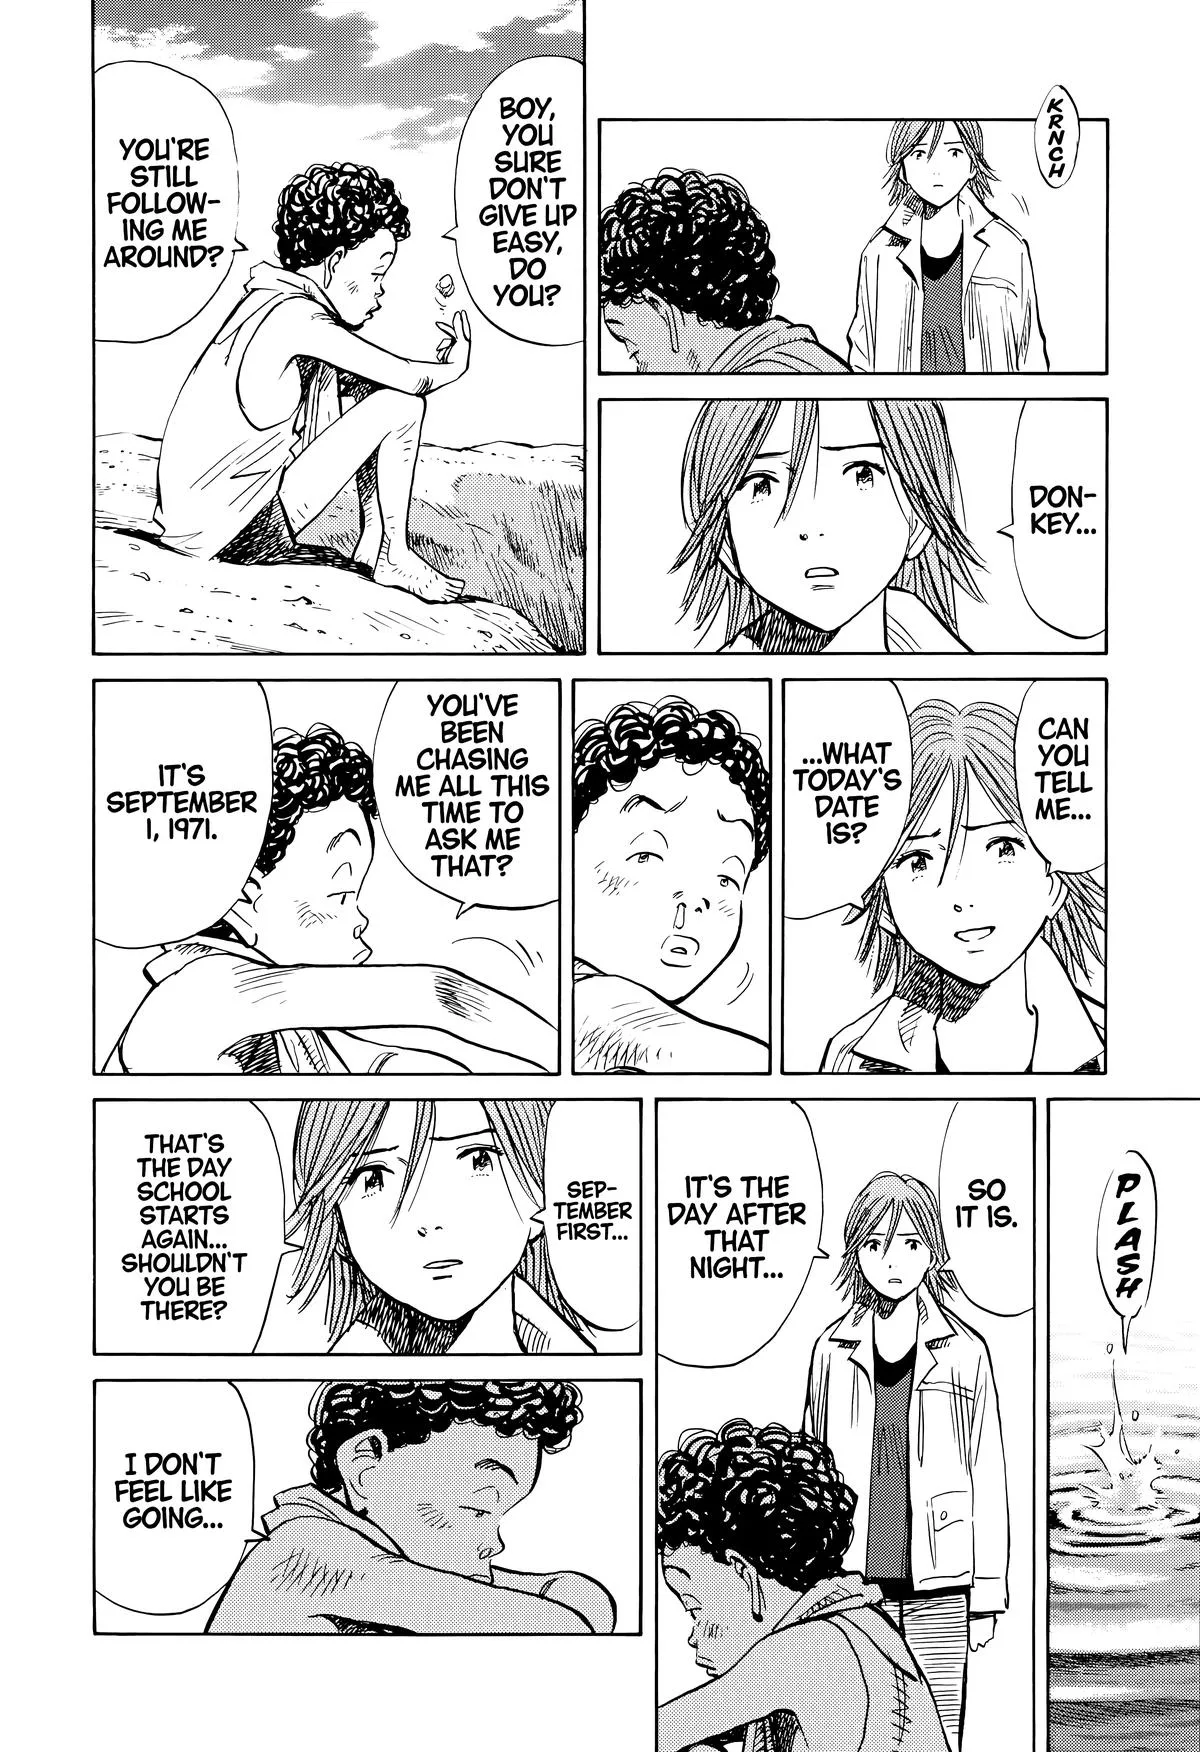 KRNCH
BOY,
YOU
SURE
DON'T
GIVE UP
EASY,
DO
YOU?
YOU'RE
STILL
FOLLOW-
ING ME
AROUND?
DON-
KEY...
CAN
YOU
TELL
ME...
...WHAT
TODAY'S
DATE
IS?
YOU'VE
BEEN
CHASING
ME ALL THIS
TIME TO
ASK ME
THAT?
IT'S
SEPTEMBER
1, 1971.
PLASH
SO
IT IS.
IT'S THE
DAY AFTER
THAT
NIGHT...
SEP-
TEMBER
FIRST...
THAT'S
THE DAY
SCHOOL
STARTS
AGAIN...
SHOULDN'T
YOU BE
THERE?
I DON'T
FEEL LIKE
GOING...